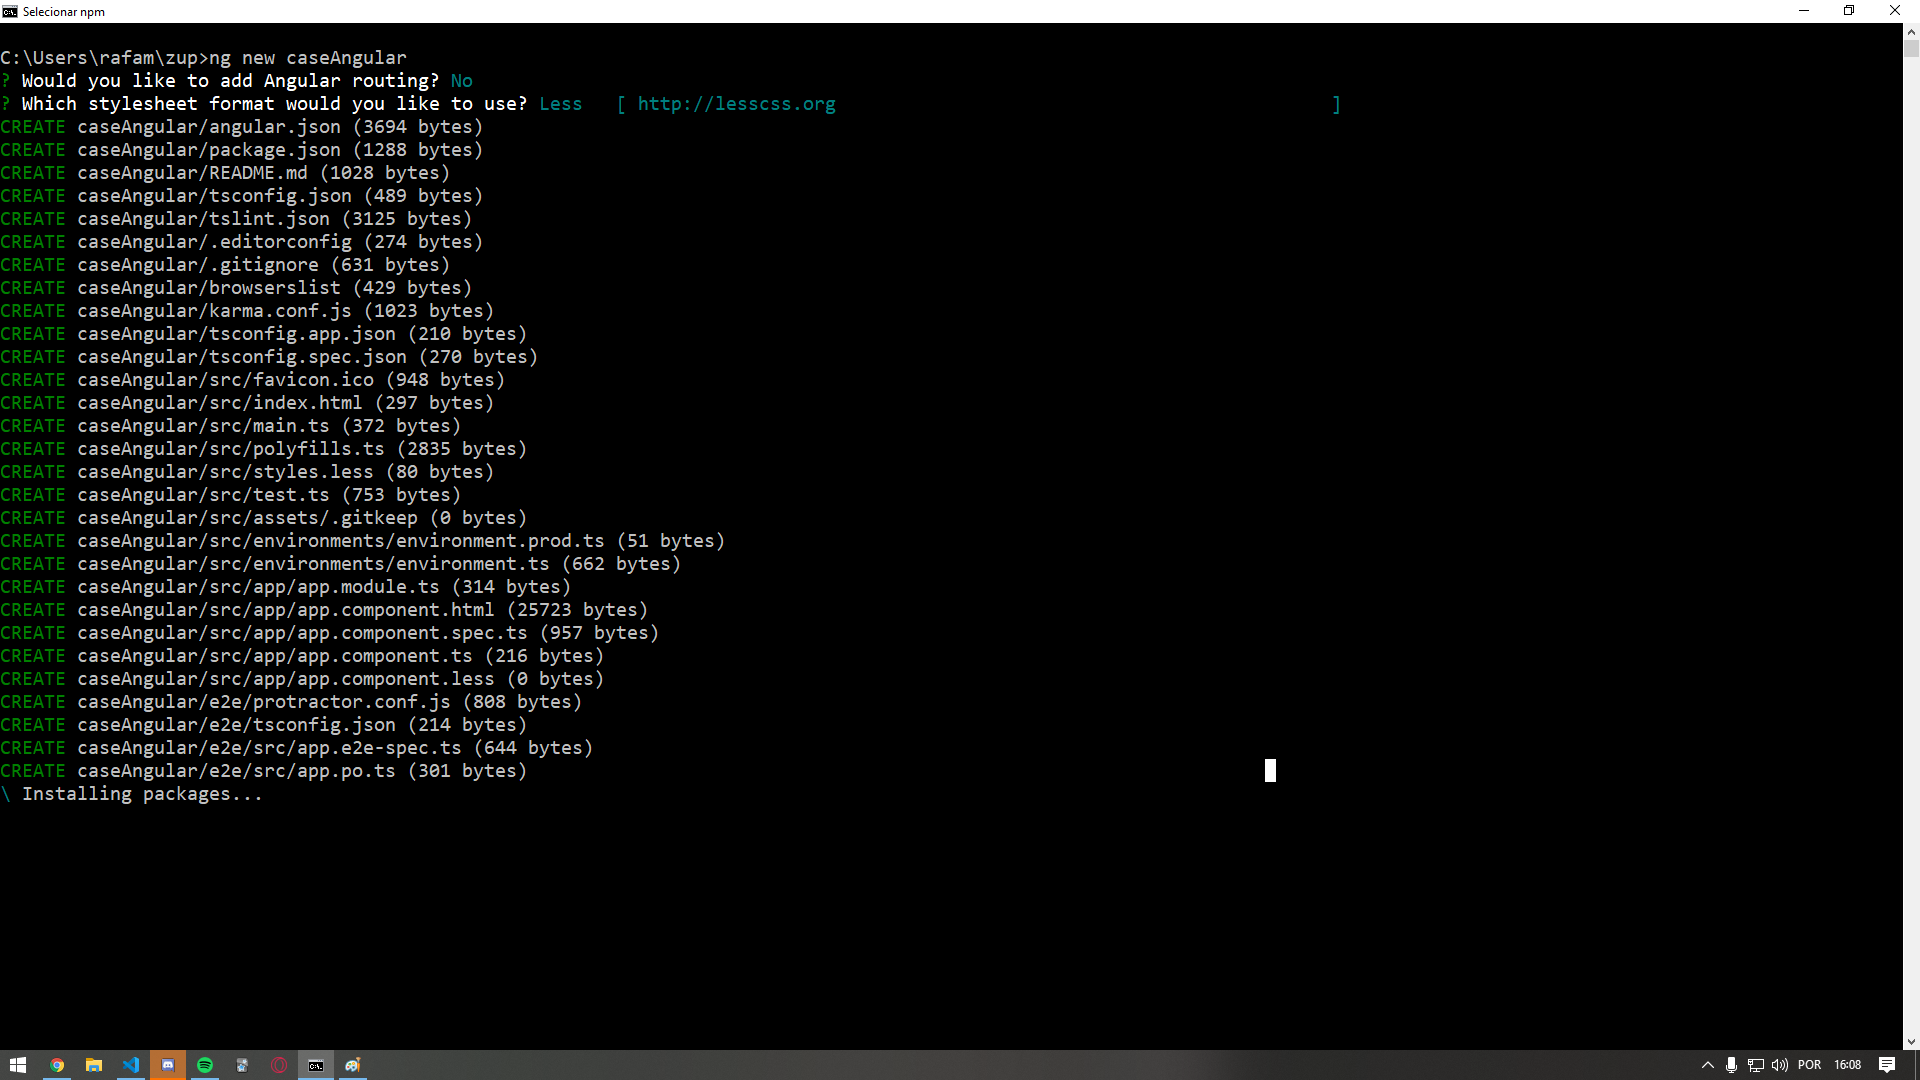 Selecionar npm
C:\Users\rafam\zup>ng new caseAngular
? Would you like to add Angular routing? No
? Which stylesheet format would you like to use? Less   [ http://lesscss.org                                             ]
CREATE caseAngular/angular.json (3694 bytes)
CREATE caseAngular/package.json (1288 bytes)
CREATE caseAngular/README.md (1028 bytes)
CREATE caseAngular/tsconfig.json (489 bytes)
CREATE caseAngular/tslint.json (3125 bytes)
CREATE caseAngular/.editorconfig (274 bytes)
CREATE caseAngular/.gitignore (631 bytes)
CREATE caseAngular/browserslist (429 bytes)
CREATE caseAngular/karma.conf.js (1023 bytes)
CREATE caseAngular/tsconfig.app.json (210 bytes)
CREATE caseAngular/tsconfig.spec.json (270 bytes)
CREATE caseAngular/src/favicon.ico (948 bytes)
CREATE caseAngular/src/index.html (297 bytes)
CREATE caseAngular/src/main.ts (372 bytes)
CREATE caseAngular/src/polyfills.ts (2835 bytes)
CREATE caseAngular/src/styles.less (80 bytes)
CREATE caseAngular/src/test.ts (753 bytes)
CREATE caseAngular/src/assets/.gitkeep (0 bytes)
CREATE caseAngular/src/environments/environment.prod.ts (51 bytes)
CREATE caseAngular/src/environments/environment.ts (662 bytes)
CREATE caseAngular/src/app/app.module.ts (314 bytes)
CREATE caseAngular/src/app/app.component.html (25723 bytes)
CREATE caseAngular/src/app/app.component.spec.ts (957 bytes)
CREATE caseAngular/src/app/app.component.ts (216 bytes)
CREATE caseAngular/src/app/app.component.less (0 bytes)
CREATE caseAngular/e2e/protractor.conf.js (808 bytes)
CREATE caseAngular/e2e/tsconfig.json (214 bytes)
CREATE caseAngular/e2e/src/app.e2e-spec.ts (644 bytes)
CREATE caseAngular/e2e/src/app.po.ts (301 bytes)
\ Installing packages...
POR 16:08